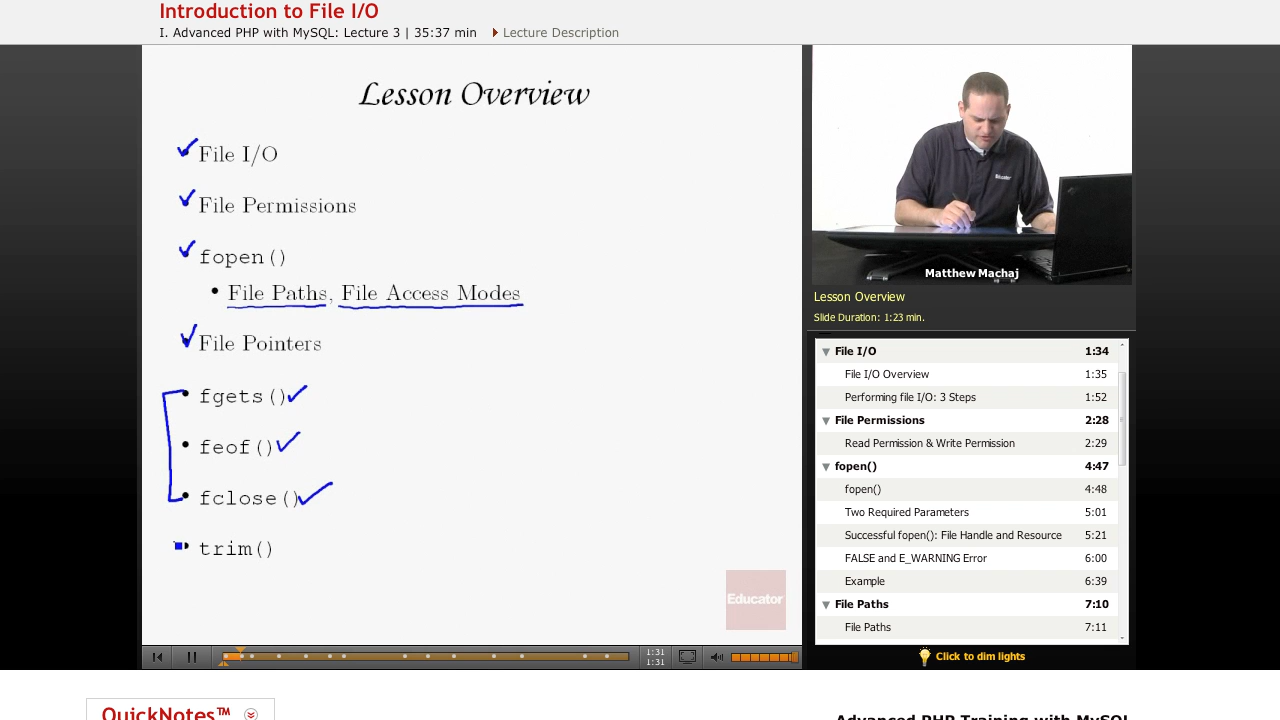 Introduction to File I/O
I. Advanced PHP with MySQL: Lecture 3 | 35:37 min Lecture Description
Lesson Overview
File I/O
File Permissions
fopen()
• File Paths, File Access Modes
File Pointers
• fgets()
• feof()
• fclose()
trim()
Educator
1:31
1:31
Matthew Machaj
Lesson Overview
Slide Duration: 1:23 min.
File I/O 1:34
File I/O Overview 1:35
Performing file I/O: 3 Steps 1:52
File Permissions 2:28
Read Permission & Write Permission 2:29
fopen() 4:47
fopen() 4:48
Two Required Parameters 5:01
Successful fopen(): File Handle and Resource 5:21
FALSE and E_WARNING Error 6:00
Example 6:39
File Paths 7:10
File Paths 7:11
Click to dim lights
QuickNotes™
Advanced PHP Training with MySQL